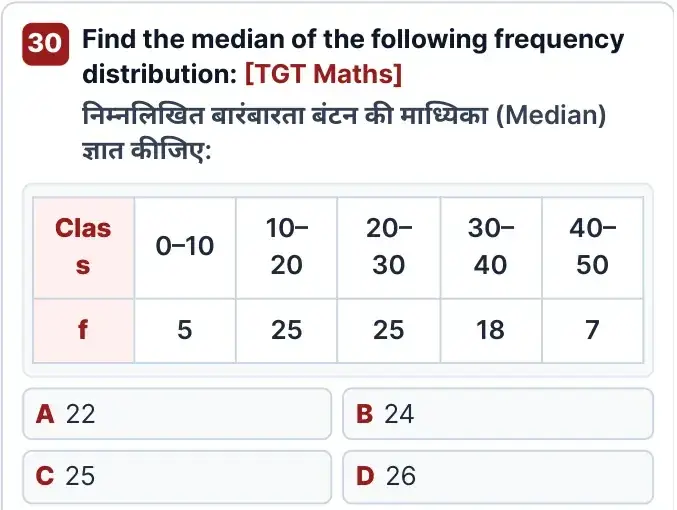 30 Find the median of the following frequency
distribution: [TGT Maths]
निम्नलिखित बारंबारता बंटन की माध्यिका (Median)
ज्ञात कीजिए:
Clas
s
0–10
10–
20
20–
30
30–
40
40–
50
f 5 25 25 18 7
A 22
B 24
C 25
D 26